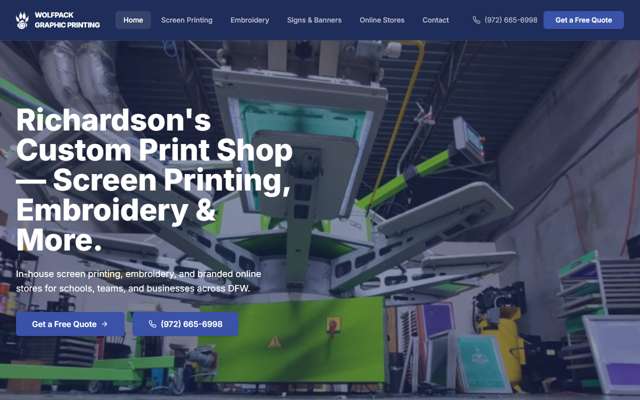 WOLFPACK
GRAPHIC PRINTING
Home
Screen Printing
Embroidery
Signs & Banners
Online Stores
Contact
(972) 665-6998
Get a Free Quote
Richardson's
Custom Print Shop
— Screen Printing,
Embroidery &
More.
In-house screen printing, embroidery, and branded online
stores for schools, teams, and businesses across DFW.
Get a Free Quote →
(972) 665-6998